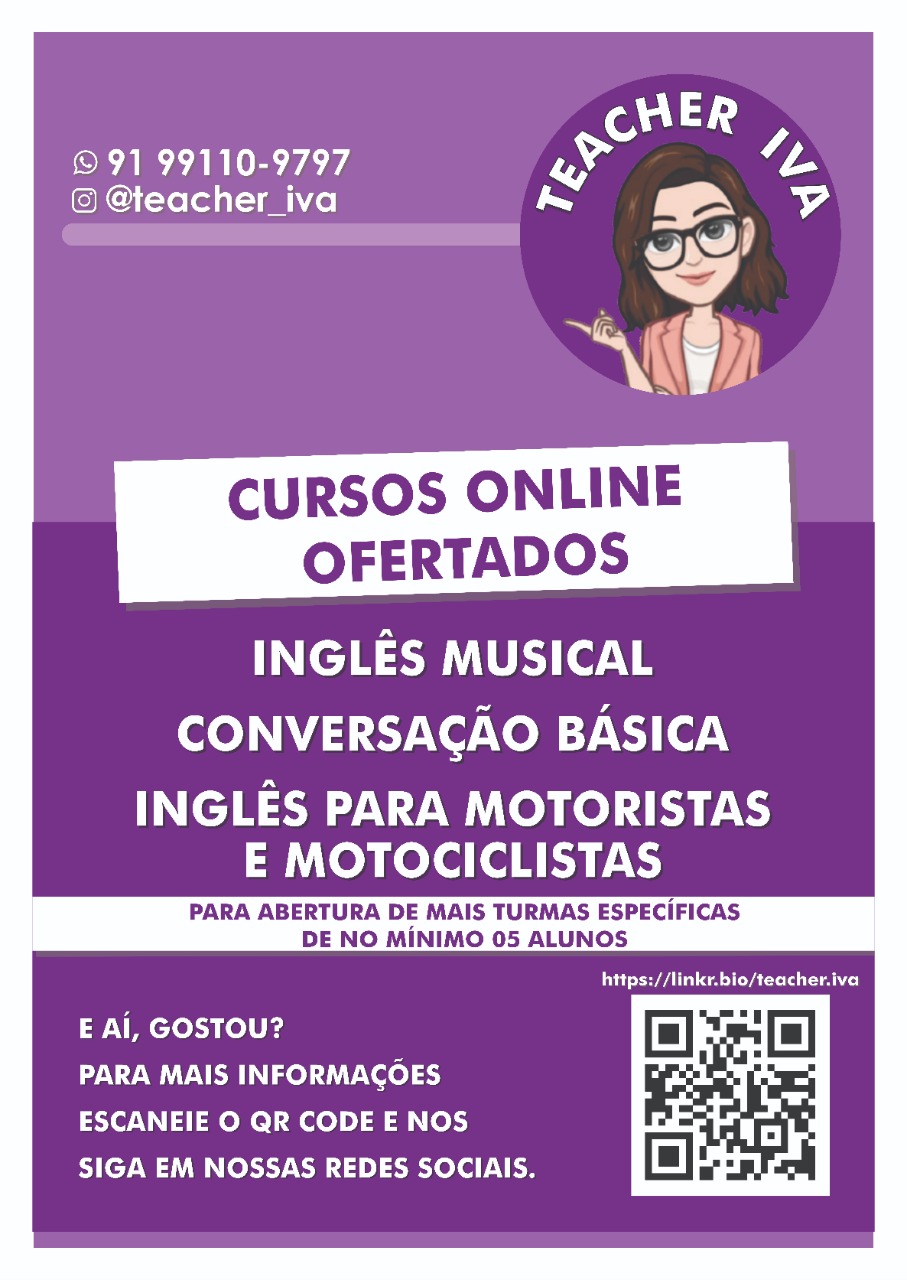 91 99110-9797
@teacher_iva
TEACHER IVA
CURSOS ONLINE
OFERTADOS
INGLÊS MUSICAL
CONVERSAÇÃO BÁSICA
INGLÊS PARA MOTORISTAS
E MOTOCICLISTAS
PARA ABERTURA DE MAIS TURMAS ESPECÍFICAS
DE NO MÍNIMO 05 ALUNOS
https://linkr.bio/teacher.iva
E AÍ, GOSTOU?
PARA MAIS INFORMAÇÕES
ESCANEIE O QR CODE E NOS
SIGA EM NOSSAS REDES SOCIAIS.